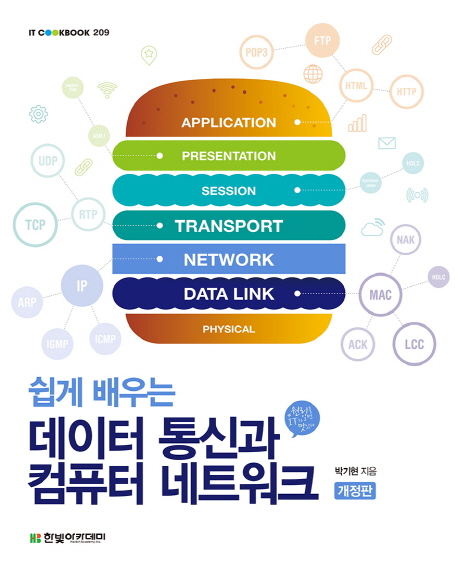 IT COOKBOOK 209
FTP
POP3
HTML
HTTP
APPLICATION
PRESENTATION
SESSION
UDP
TRANSPORT
RTP
TCP
NAK
NETWORK
IP
DATA LINK
MAC
HDLC
ARP
PHYSICAL
IGMP
ICMP
ACK
LCC
쉽게 배우는
데이터 통신과
컴퓨터 네트워크
박기현 지음
개정판
한빛아카데미